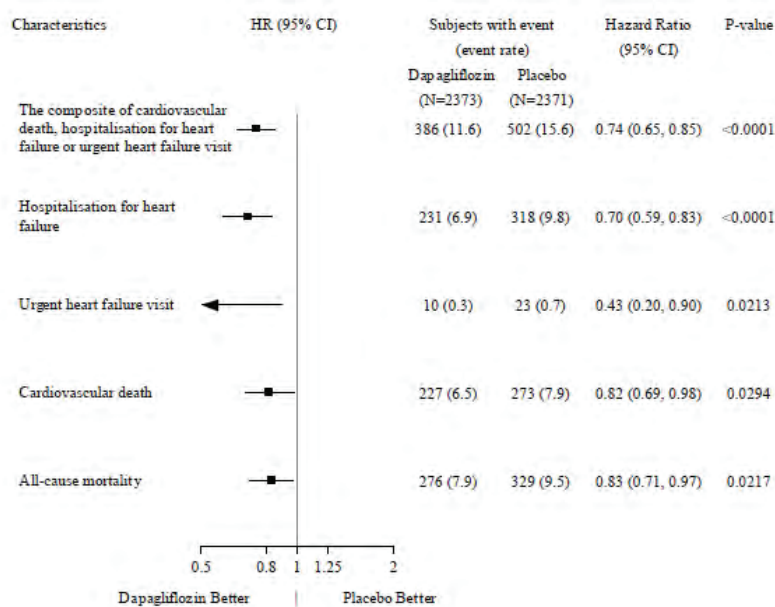 Characteristics HR (95% CI) Subjects with event Hazard Ratio P-value
(event rate) (95% CI)
Dapagliflozin Placebo
(N=2373) (N=2371)
The composite of cardiovascular
death, hospitalisation for heart 386 (11.6) 502 (15.6) 0.74 (0.65, 0.85) <0.0001
failure or urgent heart failure visit
Hospitalisation for heart
failure 231 (6.9) 318 (9.8) 0.70 (0.59, 0.83) <0.0001
Urgent heart failure visit 10 (0.3) 23 (0.7) 0.43 (0.20, 0.90) 0.0213
Cardiovascular death 227 (6.5) 273 (7.9) 0.82 (0.69, 0.98) 0.0294
All-cause mortality 276 (7.9) 329 (9.5) 0.83 (0.71, 0.97) 0.0217
0.5 0.8 1 1.25 2
Dapagliflozin Better Placebo Better